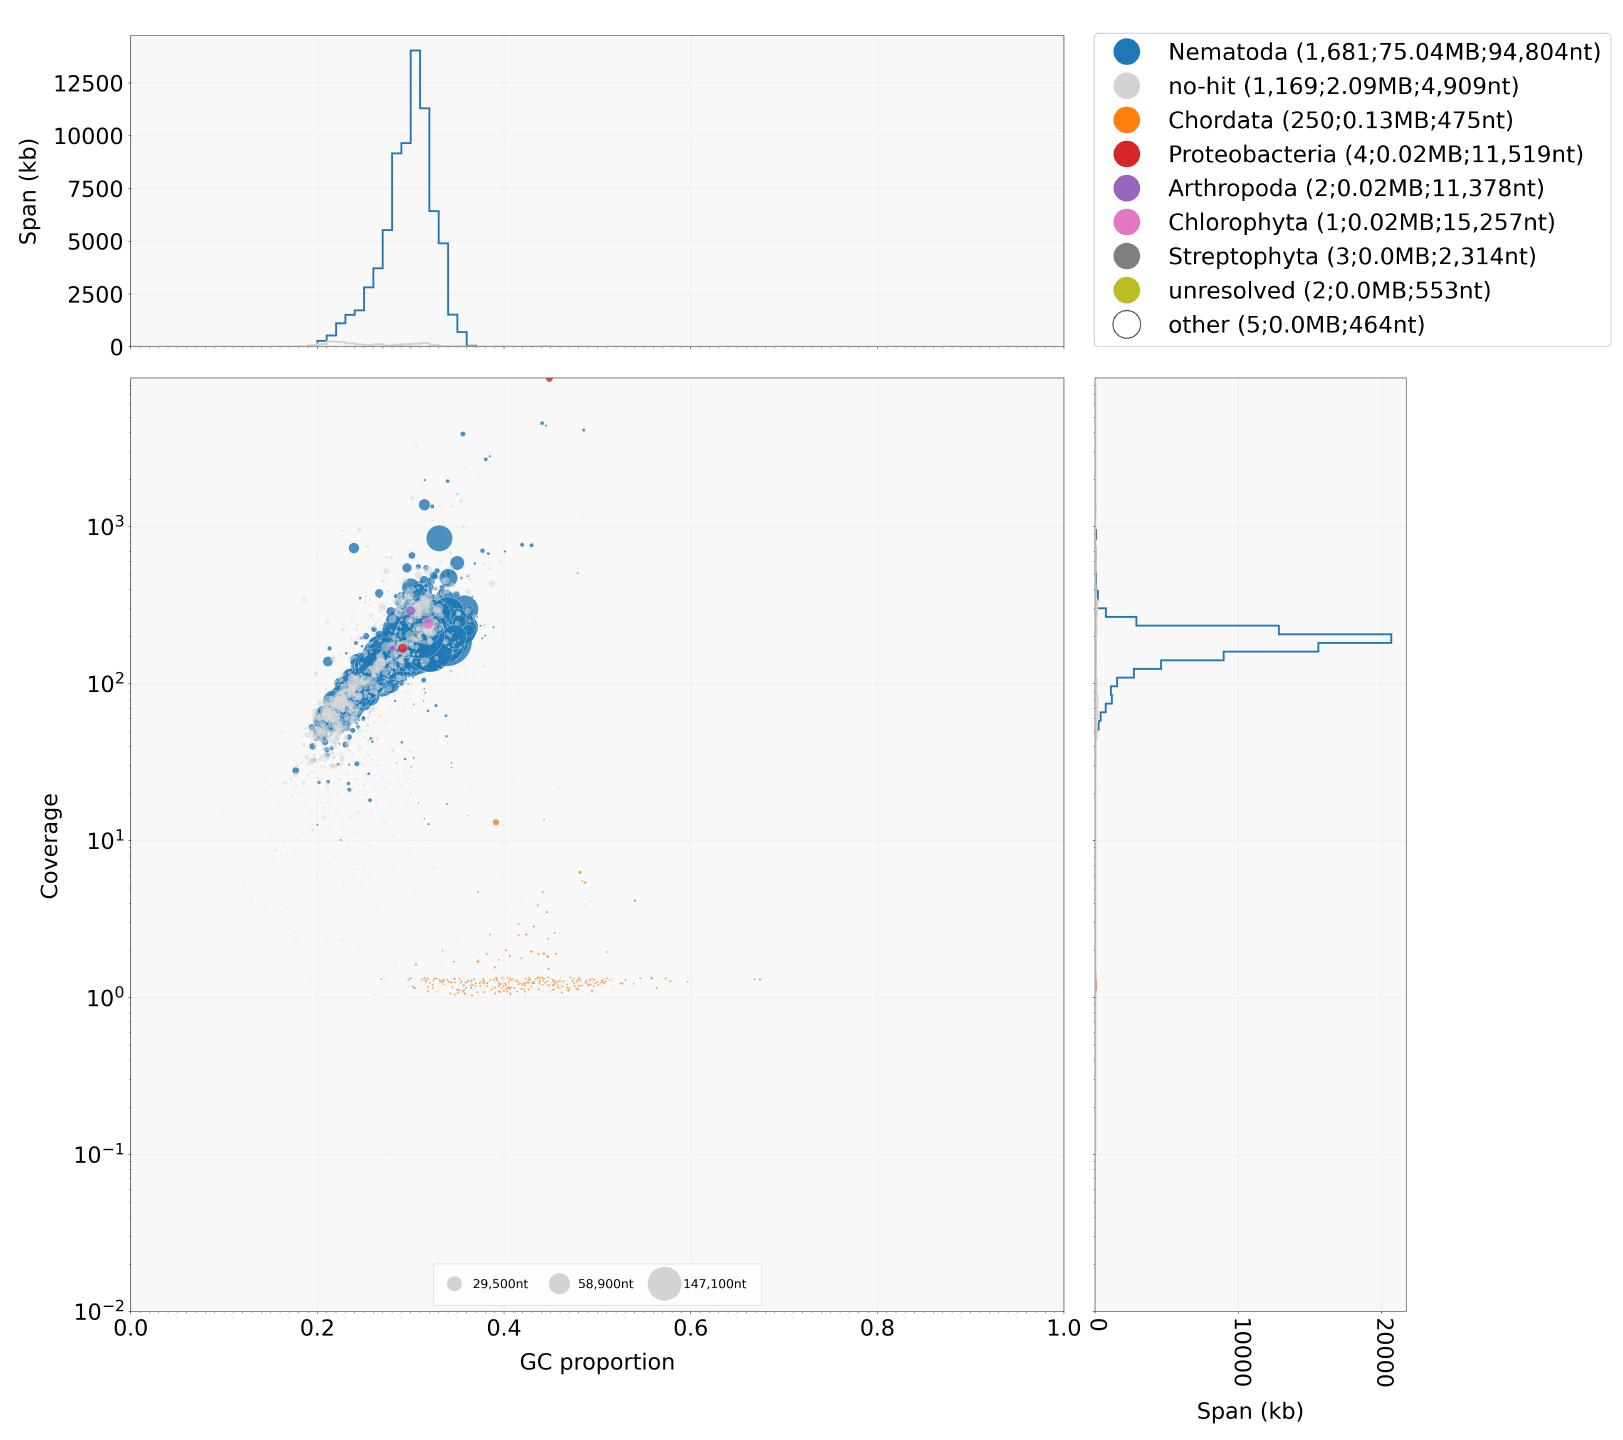 12500
10000
7500
5000
2500
0
Span (kb)
Nematoda (1,681;75.04MB;94,804nt)
no-hit (1,169;2.09MB;4,909nt)
Chordata (250;0.13MB;475nt)
Proteobacteria (4;0.02MB;11,519nt)
Arthropoda (2;0.02MB;11,378nt)
Chlorophyta (1;0.02MB;15,257nt)
Streptophyta (3;0.0MB;2,314nt)
unresolved (2;0.0MB;553nt)
other (5;0.0MB;464nt)
10³
10²
10¹
10⁰
10⁻¹
10⁻²
Coverage
29,500nt 58,900nt 147,100nt
0.0 0.2 0.4 0.6 0.8 1.0
GC proportion
0 10000 20000
Span (kb)